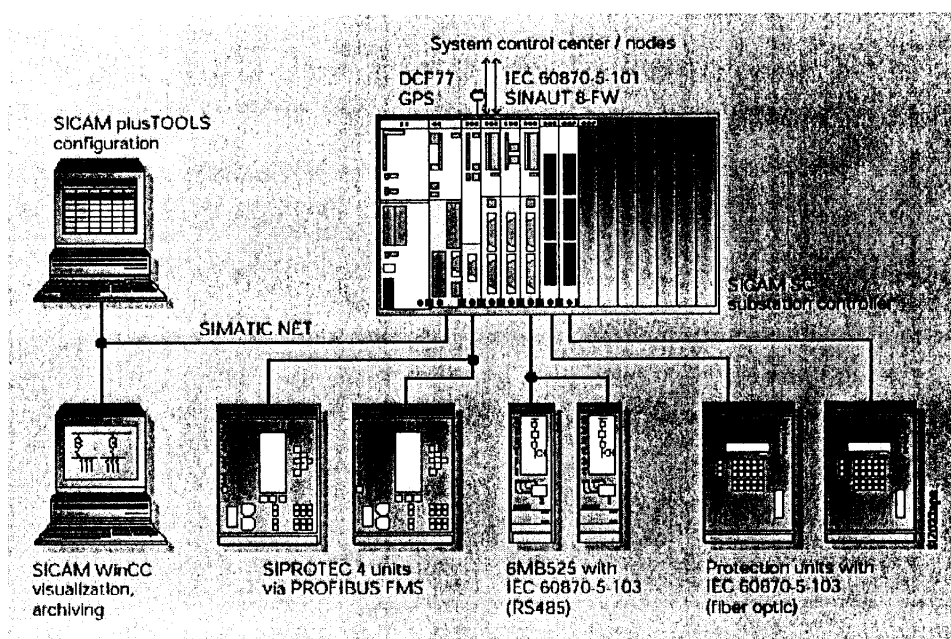 System control center / nodes
DCF77
GPS
IEC 60870-5-101
SINAUT 8-FW
SICAM plusTOOLS
configuration
SICAM SC
substation controller
SIMATIC NET
SICAM WinCC
visualization,
archiving
SIPROTEC 4 units
via PROFIBUS FMS
6MB525 with
IEC 60870-5-103
(RS485)
Protection units with
IEC 60870-5-103
(fiber optic)